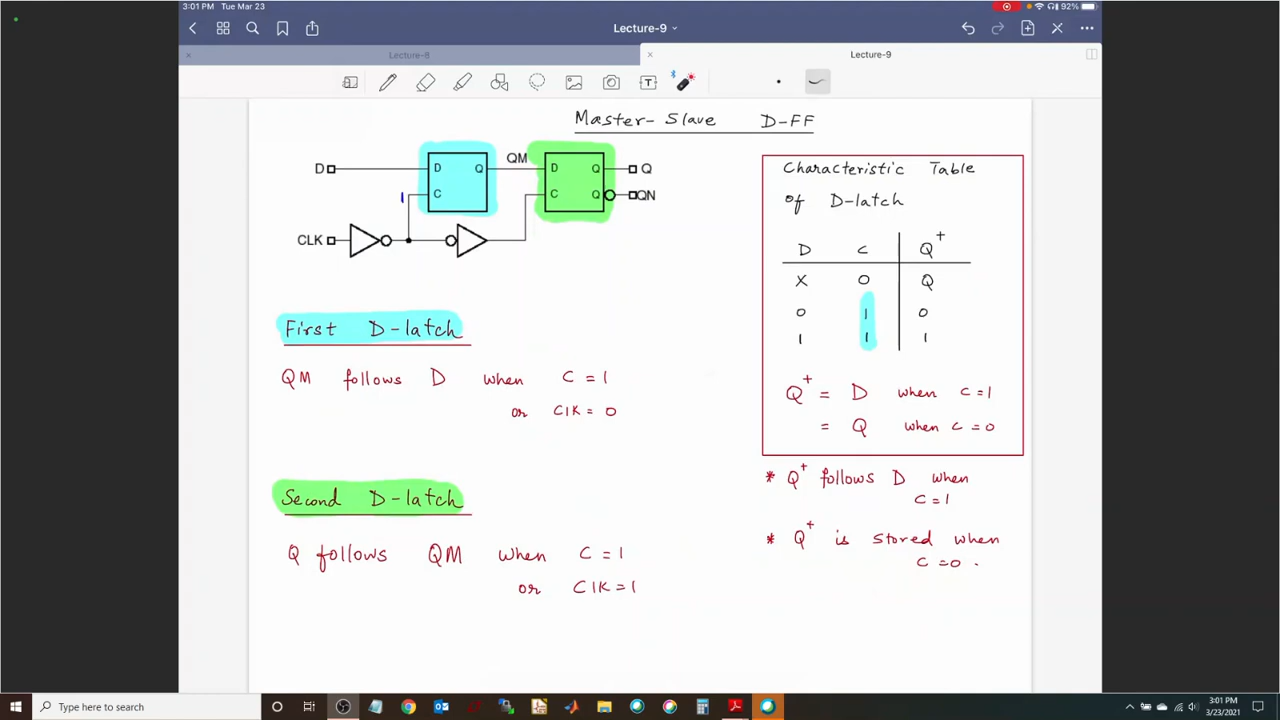 3:01 PM Tue Mar 23
92%
Lecture-9
Lecture-8
Lecture-9
T
Master-Slave D-FF
D
D Q
C
QM
D Q
C Q
Q
QN
1
CLK
Characteristic Table
of D-latch
D C Q+
X 0 Q
0 1 0
1 1 1
Q+ = D when C=1
= Q when C=0
First D-latch
QM follows D when C = 1
or Clk = 0
* Q+ follows D when
C=1
* Q+ is stored when
C=0.
Second D-latch
Q follows QM when C = 1
or Clk=1
Type here to search
3:01 PM
3/23/2021